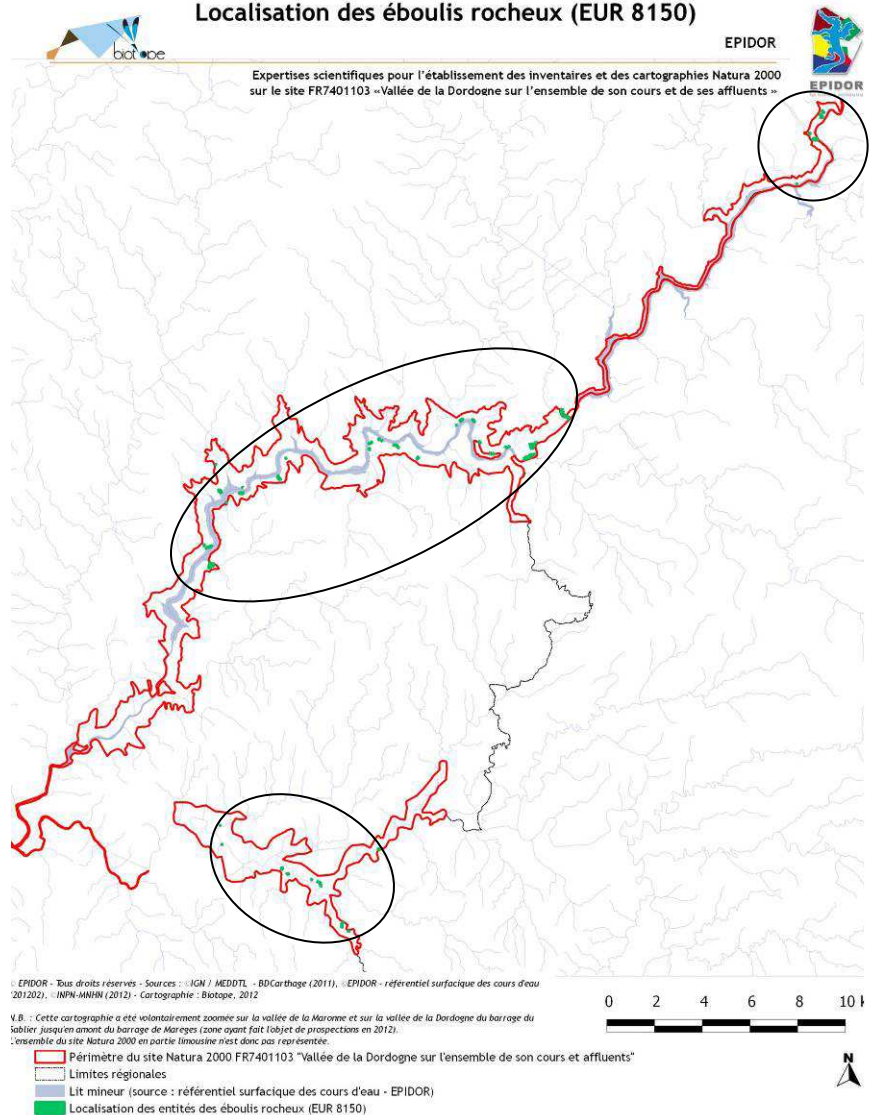 Localisation des éboulis rocheux (EUR 8150)
biotope
EPIDOR
EPIDOR
Expertises scientifiques pour l'établissement des inventaires et des cartographies Natura 2000
sur le site FR7401103 «Vallée de la Dordogne sur l'ensemble de son cours et de ses affluents »
© EPIDOR - Tous droits réservés - Sources : ©IGN / MEDDTL - BDCarthage (2011), ©EPIDOR - référentiel surfacique des cours d'eau
'201202), ©INPN-MNHN (2012) - Cartographie : Biotope, 2012
N.B. : Cette cartographie a été volontairement zoomée sur la vallée de la Maronne et sur la vallée de la Dordogne du barrage du
Sablier jusqu'en amont du barrage de Mareges (zone ayant fait l'objet de prospections en 2012).
L'ensemble du site Natura 2000 en partie limousine n'est donc pas représentée.
0 2 4 6 8 10 k
Périmètre du site Natura 2000 FR7401103 "Vallée de la Dordogne sur l'ensemble de son cours et affluents"
Limites régionales
Lit mineur (source : référentiel surfacique des cours d'eau - EPIDOR)
Localisation des entités des éboulis rocheux (EUR 8150)
N